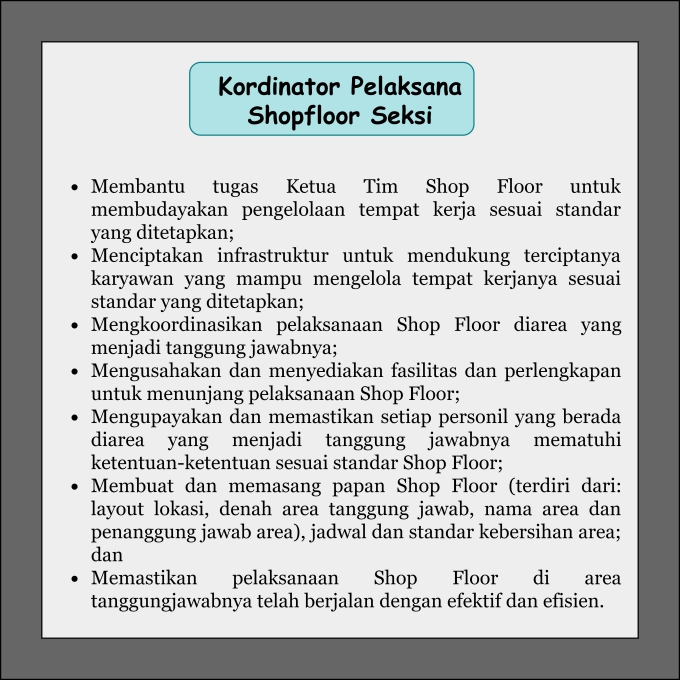 Kordinator Pelaksana
Shopfloor Seksi
• Membantu tugas Ketua Tim Shop Floor untuk
membudayakan pengelolaan tempat kerja sesuai standar
yang ditetapkan;
• Menciptakan infrastruktur untuk mendukung terciptanya
karyawan yang mampu mengelola tempat kerjanya sesuai
standar yang ditetapkan;
• Mengkoordinasikan pelaksanaan Shop Floor diarea yang
menjadi tanggung jawabnya;
• Mengusahakan dan menyediakan fasilitas dan perlengkapan
untuk menunjang pelaksanaan Shop Floor;
• Mengupayakan dan memastikan setiap personil yang berada
diarea yang menjadi tanggung jawabnya mematuhi
ketentuan-ketentuan sesuai standar Shop Floor;
• Membuat dan memasang papan Shop Floor (terdiri dari:
layout lokasi, denah area tanggung jawab, nama area dan
penanggung jawab area), jadwal dan standar kebersihan area;
dan
• Memastikan pelaksanaan Shop Floor di area
tanggungjawabnya telah berjalan dengan efektif dan efisien.